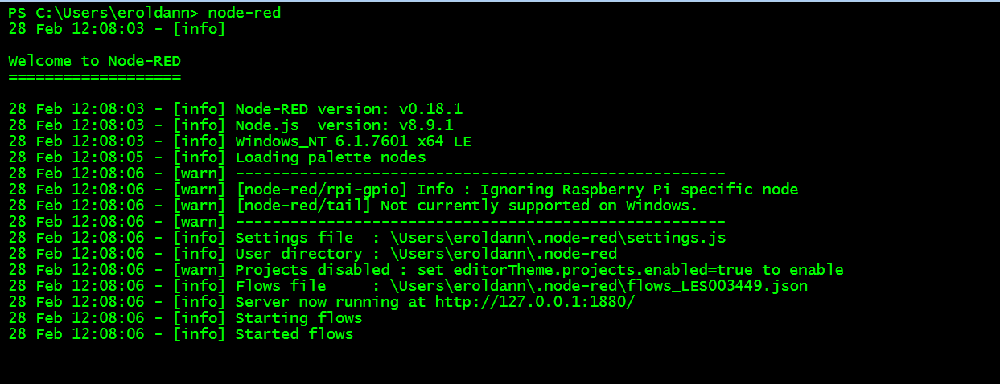 PS C:\Users\eroldann> node-red
28 Feb 12:08:03 - [info]
Welcome to Node-RED
===================
28 Feb 12:08:03 - [info] Node-RED version: v0.18.1
28 Feb 12:08:03 - [info] Node.js  version: v8.9.1
28 Feb 12:08:03 - [info] Windows_NT 6.1.7601 x64 LE
28 Feb 12:08:05 - [info] Loading palette nodes
28 Feb 12:08:06 - [warn] ------------------------------------------------------
28 Feb 12:08:06 - [warn] [node-red/rpi-gpio] Info : Ignoring Raspberry Pi specific node
28 Feb 12:08:06 - [warn] [node-red/tail] Not currently supported on Windows.
28 Feb 12:08:06 - [warn] ------------------------------------------------------
28 Feb 12:08:06 - [info] Settings file  : \Users\eroldann\.node-red\settings.js
28 Feb 12:08:06 - [info] User directory : \Users\eroldann\.node-red
28 Feb 12:08:06 - [warn] Projects disabled : set editorTheme.projects.enabled=true to enable
28 Feb 12:08:06 - [info] Flows file     : \Users\eroldann\.node-red\flows_LES003449.json
28 Feb 12:08:06 - [info] Server now running at http://127.0.0.1:1880/
28 Feb 12:08:06 - [info] Starting flows
28 Feb 12:08:06 - [info] Started flows